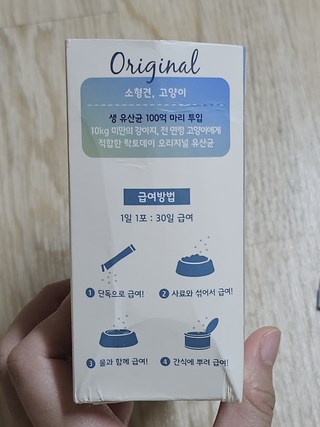 Original
소형견, 고양이
생 유산균 100억 마리 투입
10kg 미만의 강아지, 전 연령 고양이에게
적합한 락토데이 오리지널 유산균
급여방법
1일 1포 : 30일 급여
1 단독으로 급여!
2 사료와 섞어서 급여!
3 물과 함께 급여!
4 간식에 뿌려 급여!